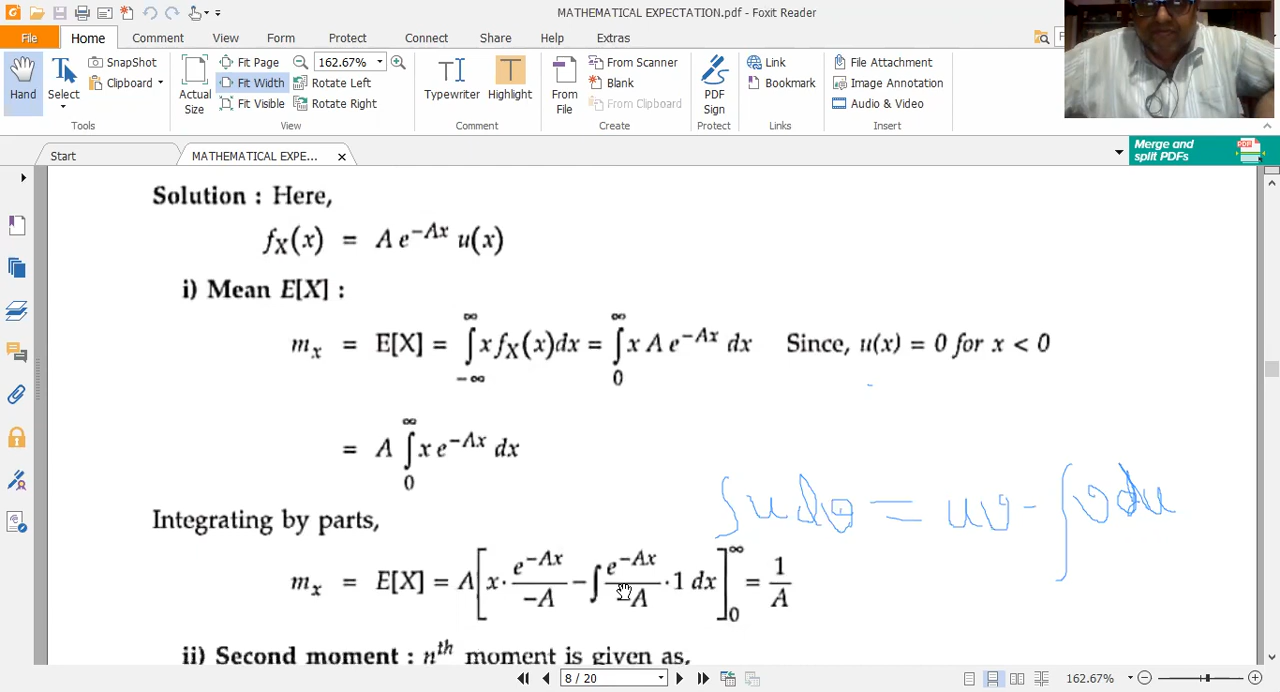 MATHEMATICAL EXPECTATION.pdf - Foxit Reader
File Home Comment View Form Protect Connect Share Help Extras
SnapShot Fit Page 162.67% From Scanner Link File Attachment
Hand Select Clipboard Actual Size Fit Width Rotate Left Typewriter Highlight From File Blank PDF Sign Bookmark Image Annotation
Fit Visible Rotate Right From Clipboard Audio & Video
Tools View Comment Create Protect Links Insert
Start MATHEMATICAL EXPE... Merge and split PDFs
Solution : Here,
f_X(x) = A e^{-Ax} u(x)
i) Mean E[X] :
m_x = E[X] = ∫_{-∞}^{∞} x f_X(x)dx = ∫_0^{∞} x A e^{-Ax} dx Since, u(x) = 0 for x < 0
= A ∫_0^{∞} x e^{-Ax} dx
∫ u dv = uv - ∫ v du
Integrating by parts,
m_x = E[X] = A[x · e^{-Ax}/-A - ∫ e^{-Ax}/-A · 1 dx]_0^{∞} = 1/A
ii) Second moment : n^{th} moment is given as,
8 / 20 162.67%